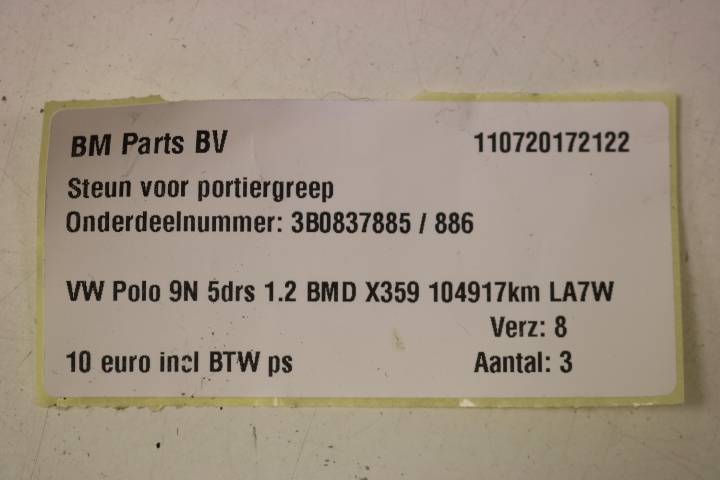 BM Parts BV 110720172122
Steun voor portiergreep
Onderdeelnummer: 3B0837885 / 886
VW Polo 9N 5drs 1.2 BMD X359 104917km LA7W
Verz: 8
10 euro incl BTW ps Aantal: 3